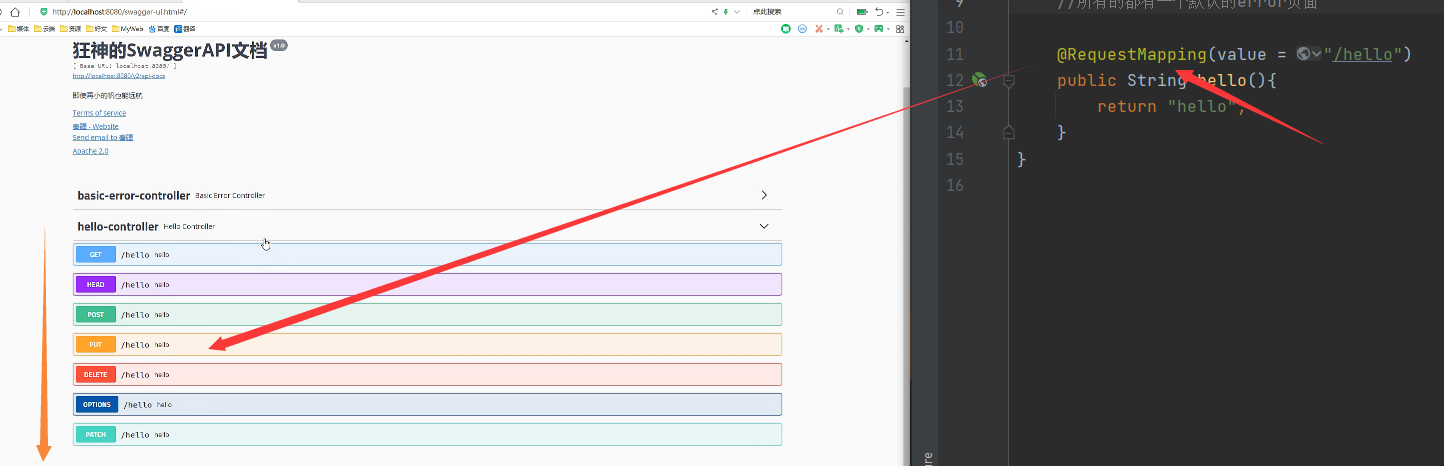 http://localhost:8080/swagger-ui.html#/
点此搜索
媒体 云端 资源 好文 MyWeb 百度 翻译
狂神的SwaggerAPI文档 v1.0
[ Base URL: localhost:8080/ ]
http://localhost:8080/v2/api-docs
即使再小的帆也能远航
Terms of service
秦疆 - Website
Send email to 秦疆
Apache 2.0
basic-error-controller Basic Error Controller
hello-controller Hello Controller
GET /hello hello
HEAD /hello hello
POST /hello hello
PUT /hello hello
DELETE /hello hello
OPTIONS /hello hello
PATCH /hello hello
9 //所有的都有一个默认的error页面
10
11 @RequestMapping(value = "/hello")
12 public String hello(){
13 return "hello";
14 }
15 }
16